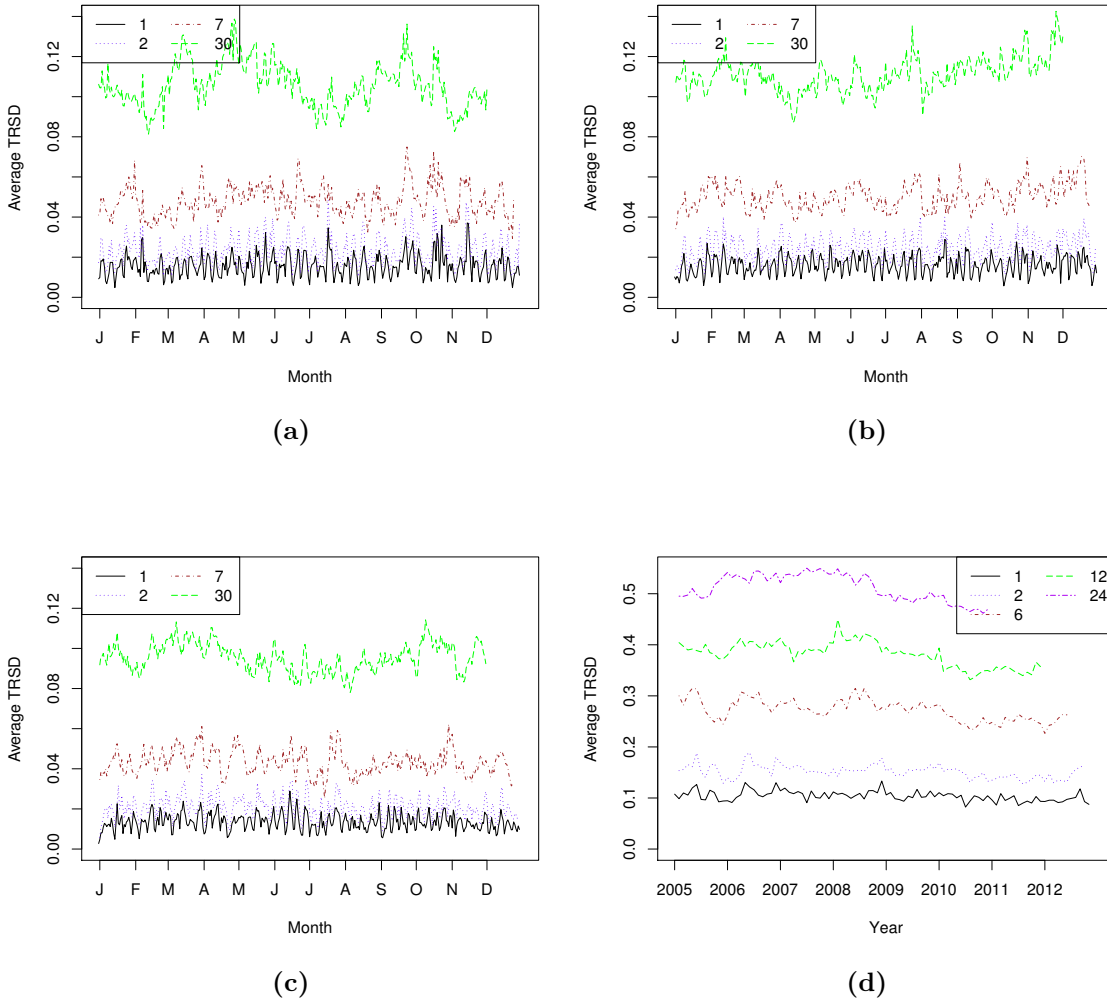 1 7
2 30
Average TRSD
0.00 0.04 0.08 0.12
J F M A M J J A S O N D
Month
(a)
1 7
2 30
Average TRSD
0.00 0.04 0.08 0.12
J F M A M J J A S O N D
Month
(b)
1 7
2 30
Average TRSD
0.00 0.04 0.08 0.12
J F M A M J J A S O N D
Month
(c)
1 12
2 24
6
Average TRSD
0.0 0.1 0.2 0.3 0.4 0.5
2005 2006 2007 2008 2009 2010 2011 2012
Year
(d)